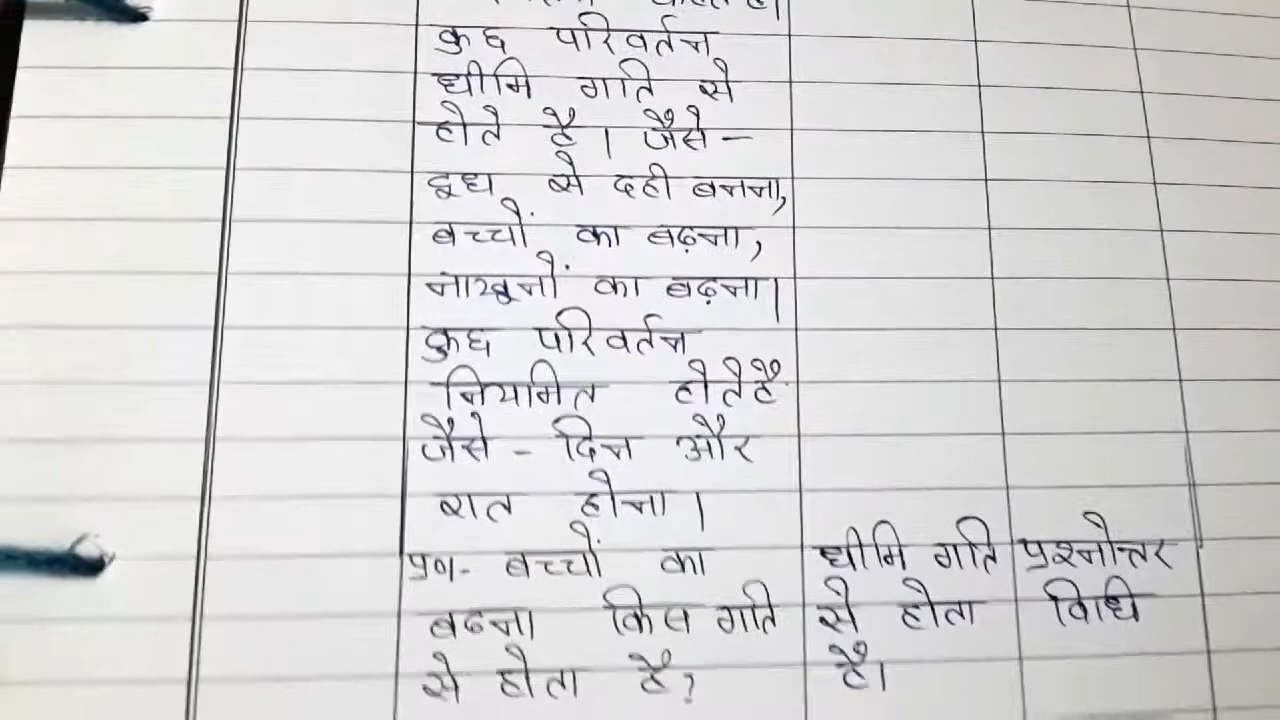 कुछ परिवर्तन
धीमि गति से
होते है। जैसे-
दूध से दही बनना,
बच्चों का बढ़ना,
नाखूनों का बढ़ना।
कुछ परिवर्तन
नियमित होते है
जैसे - दिन और
रात होना।
प्र०- बच्चों का
बढना किस गति
से होता है?
धीमि गति
से होता
है।
प्रश्नोत्तर
विधि